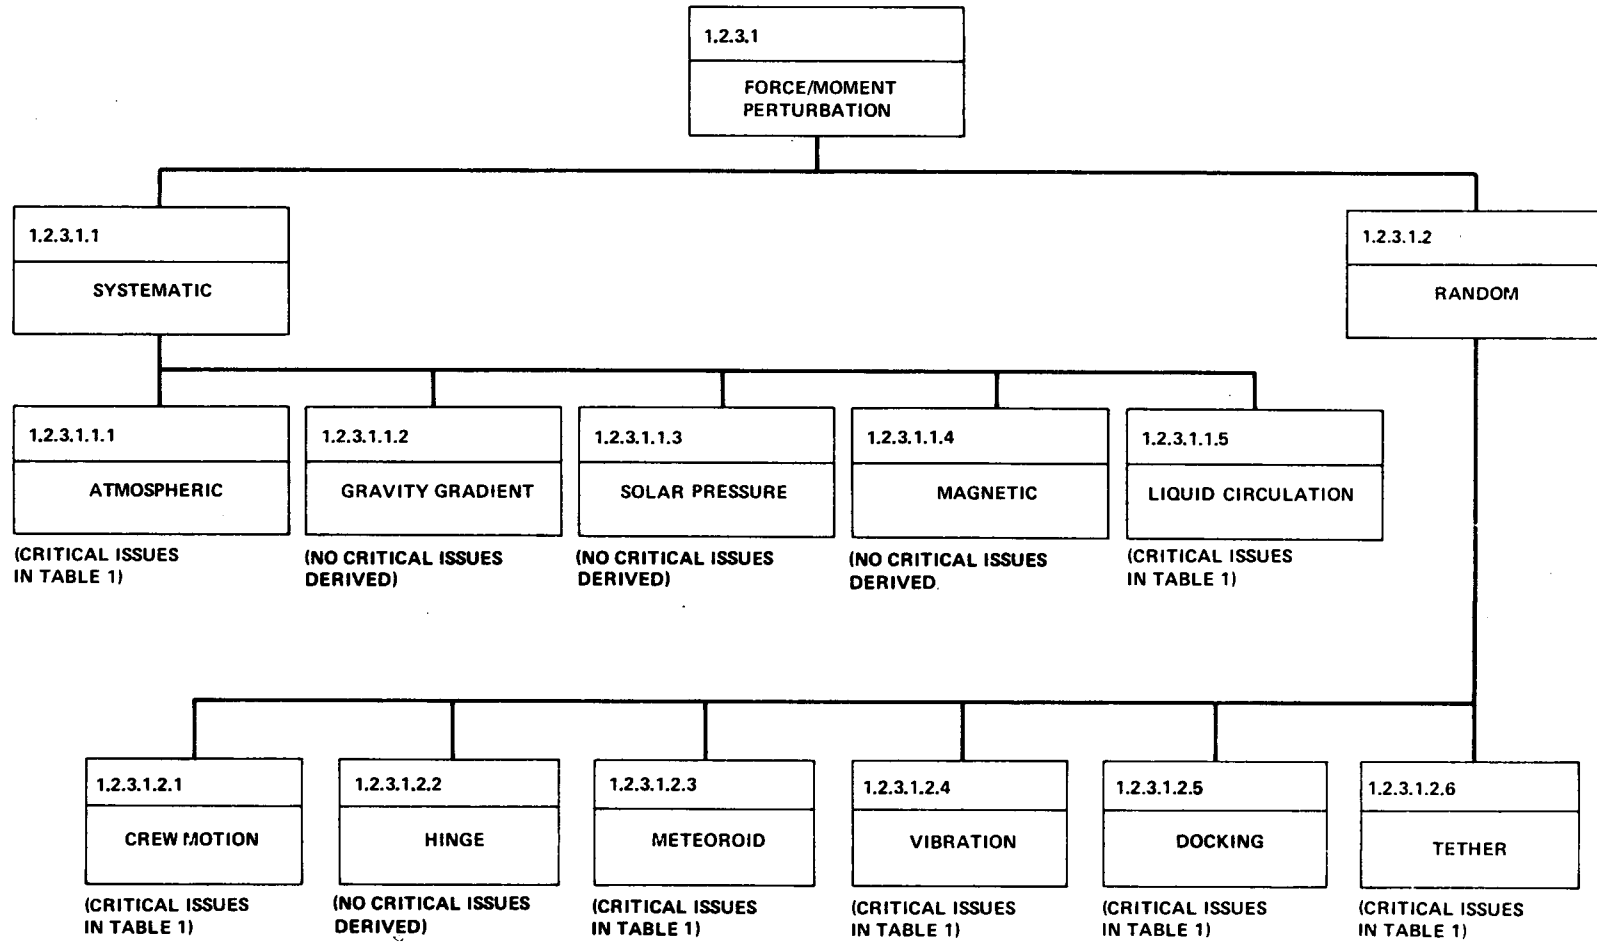 1.2.3.1
FORCE/MOMENT
PERTURBATION
1.2.3.1.1
SYSTEMATIC
1.2.3.1.2
RANDOM
1.2.3.1.1.1
ATMOSPHERIC
(CRITICAL ISSUES
IN TABLE 1)
1.2.3.1.1.2
GRAVITY GRADIENT
(NO CRITICAL ISSUES
DERIVED)
1.2.3.1.1.3
SOLAR PRESSURE
(NO CRITICAL ISSUES
DERIVED)
1.2.3.1.1.4
MAGNETIC
(NO CRITICAL ISSUES
DERIVED
1.2.3.1.1.5
LIQUID CIRCULATION
(CRITICAL ISSUES
IN TABLE 1)
1.2.3.1.2.1
CREW MOTION
(CRITICAL ISSUES
IN TABLE 1)
1.2.3.1.2.2
HINGE
(NO CRITICAL ISSUES
DERIVED)
1.2.3.1.2.3
METEOROID
(CRITICAL ISSUES
IN TABLE 1)
1.2.3.1.2.4
VIBRATION
(CRITICAL ISSUES
IN TABLE 1)
1.2.3.1.2.5
DOCKING
(CRITICAL ISSUES
IN TABLE 1)
1.2.3.1.2.6
TETHER
(CRITICAL ISSUES
IN TABLE 1)